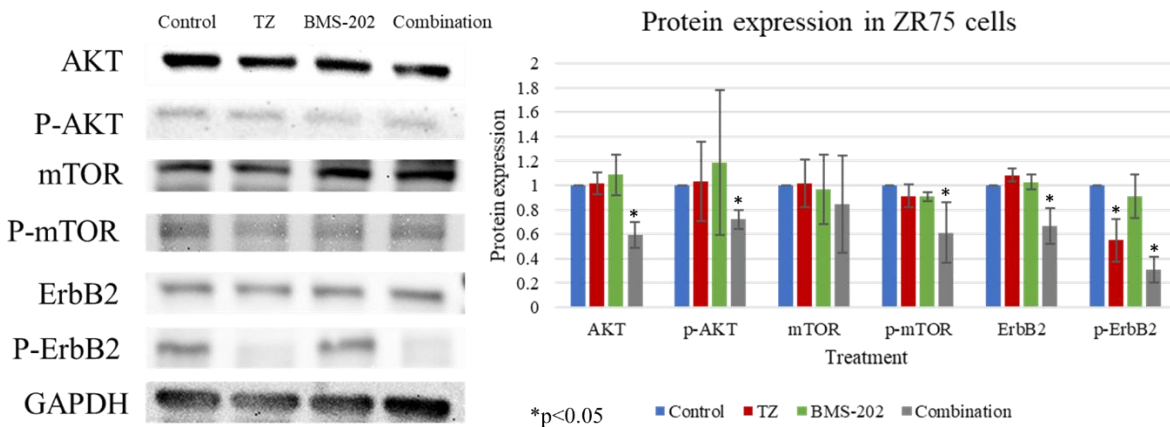 Control TZ BMS-202 Combination
AKT
P-AKT
mTOR
P-mTOR
ErbB2
P-ErbB2
GAPDH
Protein expression in ZR75 cells
Protein expression
2
1.8
1.6
1.4
1.2
1
0.8
0.6
0.4
0.2
0
* * * * * *
AKT p-AKT mTOR p-mTOR ErbB2 p-ErbB2
Treatment
*p<0.05 Control TZ BMS-202 Combination